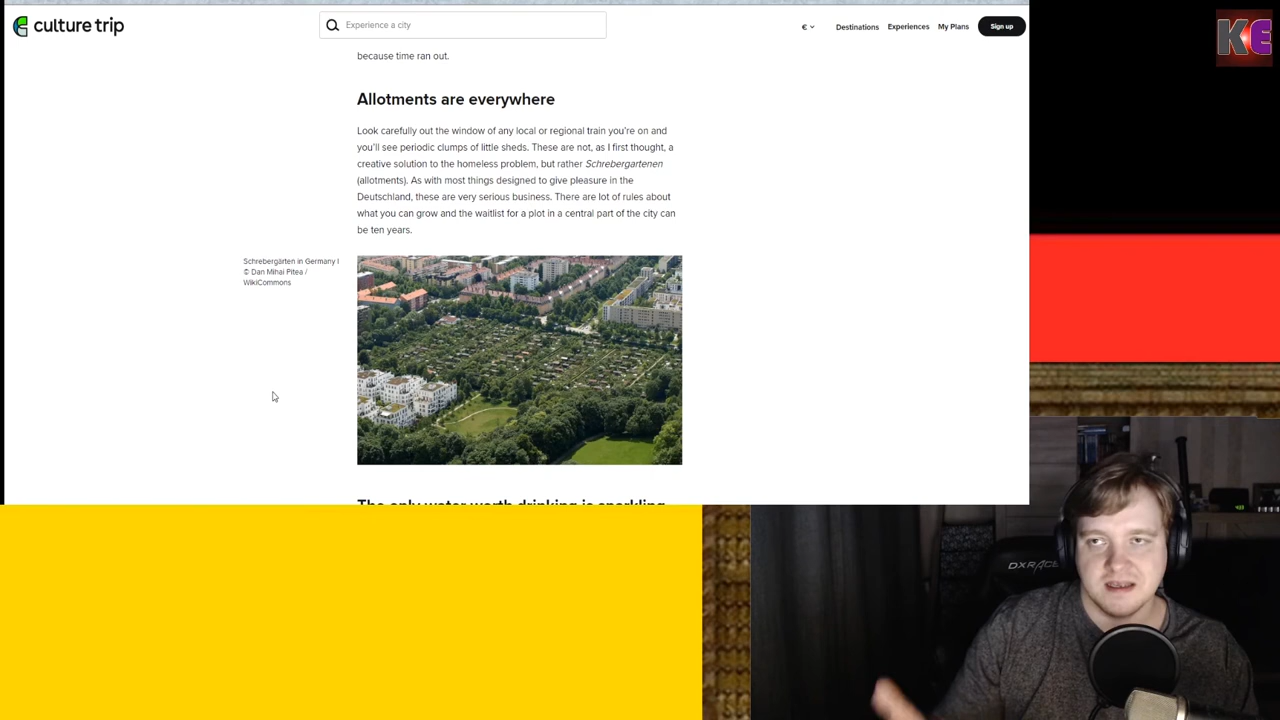 culture trip
Experience a city
€
Destinations
Experiences
My Plans
Sign up
KE
because time ran out.
Allotments are everywhere
Look carefully out the window of any local or regional train you're on and
you'll see periodic clumps of little sheds. These are not, as I first thought, a
creative solution to the homeless problem, but rather Schrebergartenen
(allotments). As with most things designed to give pleasure in the
Deutschland, these are very serious business. There are lot of rules about
what you can grow and the waitlist for a plot in a central part of the city can
be ten years.
Schrebergärten in Germany |
© Dan Mihai Pitea /
WikiCommons
The only water worth drinking is sparkling
DXRACE